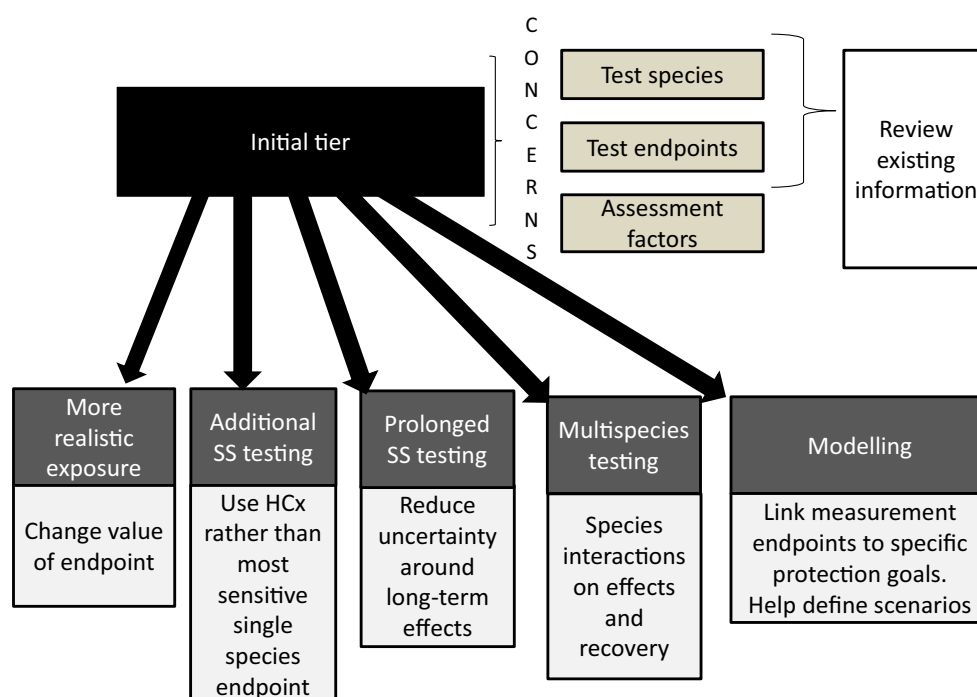 CONCERNS
Initial tier
Test species
Test endpoints
Assessment
factors
Review
existing
information
More
realistic
exposure
Change value
of endpoint
Additional
SS testing
Use HCx
rather than
most
sensitive
single
species
endpoint
Prolonged
SS testing
Reduce
uncertainty
around
long-term
effects
Multispecies
testing
Species
interactions
on effects
and
recovery
Modelling
Link measurement
endpoints to specific
protection goals.
Help define scenarios